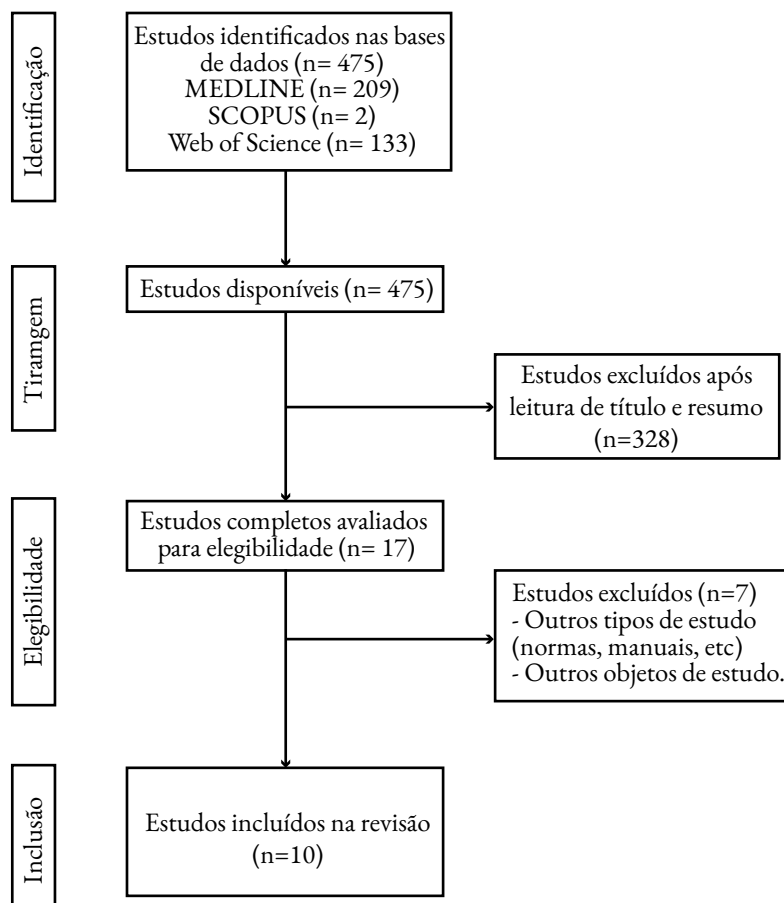 Identificação
Estudos identificados nas bases
de dados (n= 475)
MEDLINE (n= 209)
SCOPUS (n= 2)
Web of Science (n= 133)
Tiramgem
Estudos disponíveis (n= 475)
Estudos excluídos após
leitura de título e resumo
(n=328)
Elegibilidade
Estudos completos avaliados
para elegibilidade (n= 17)
Estudos excluídos (n=7)
- Outros tipos de estudo
(normas, manuais, etc)
- Outros objetos de estudo.
Inclusão
Estudos incluídos na revisão
(n=10)